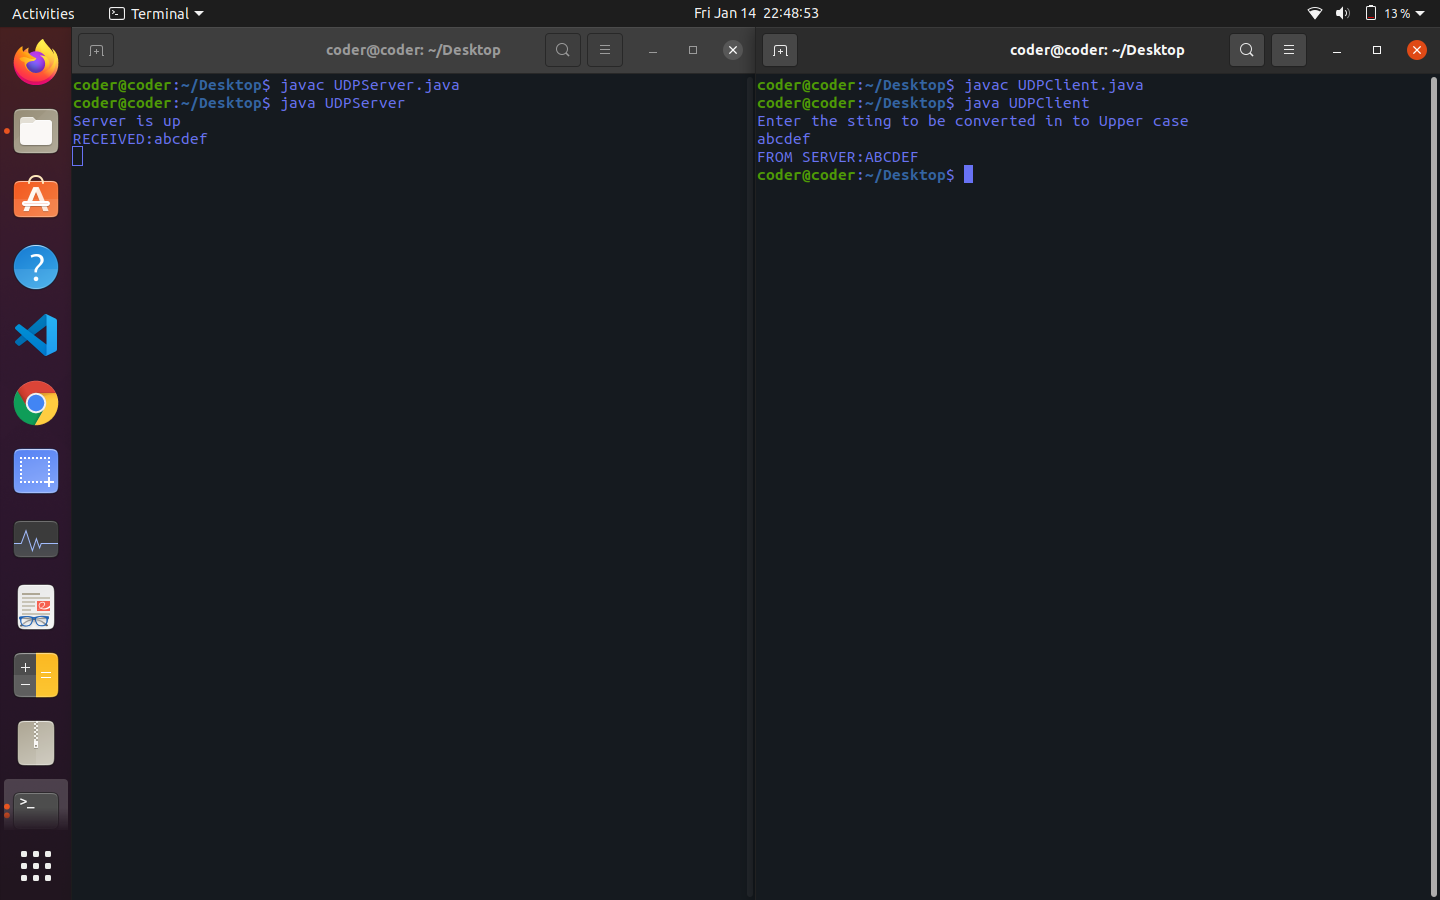 Activities
Terminal
Fri Jan 14 22:48:53
13 %
coder@coder: ~/Desktop
coder@coder:~/Desktop$ javac UDPServer.java
coder@coder:~/Desktop$ java UDPServer
Server is up
RECEIVED:abcdef
coder@coder: ~/Desktop
coder@coder:~/Desktop$ javac UDPClient.java
coder@coder:~/Desktop$ java UDPClient
Enter the sting to be converted in to Upper case
abcdef
FROM SERVER:ABCDEF
coder@coder:~/Desktop$